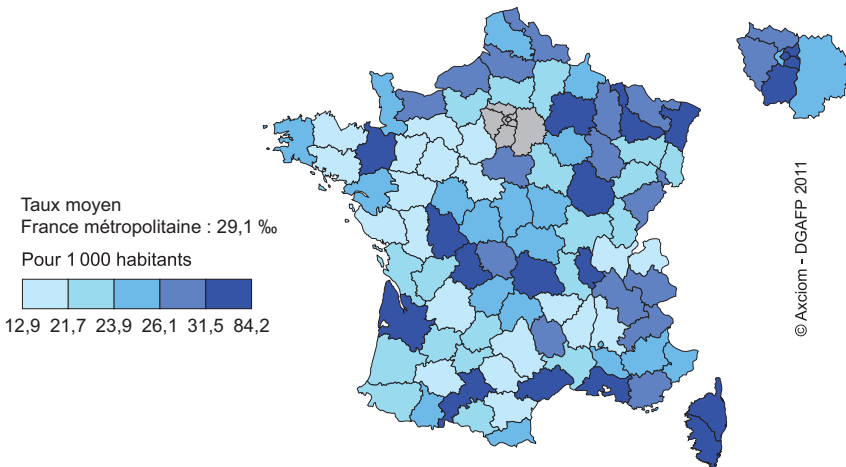 Taux moyen
France métropolitaine : 29,1 ‰
Pour 1 000 habitants
12,9 21,7 23,9 26,1 31,5 84,2
© Axciom - DGAFP 2011